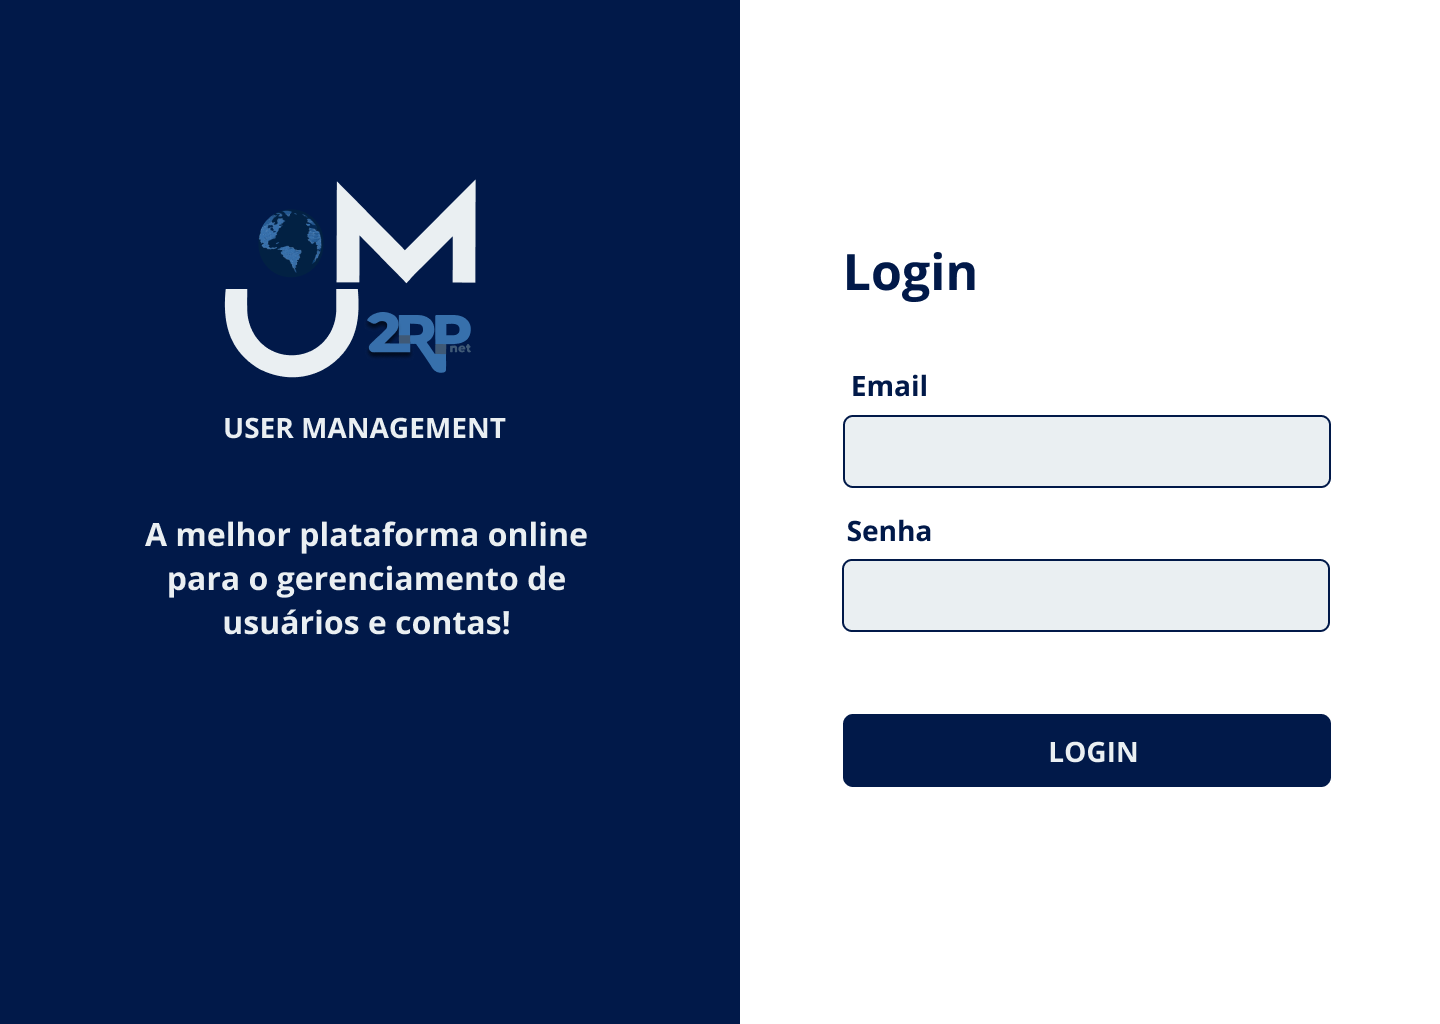 UM
2RP
net
USER MANAGEMENT
A melhor plataforma online
para o gerenciamento de
usuários e contas!
Login
Email
Senha
LOGIN